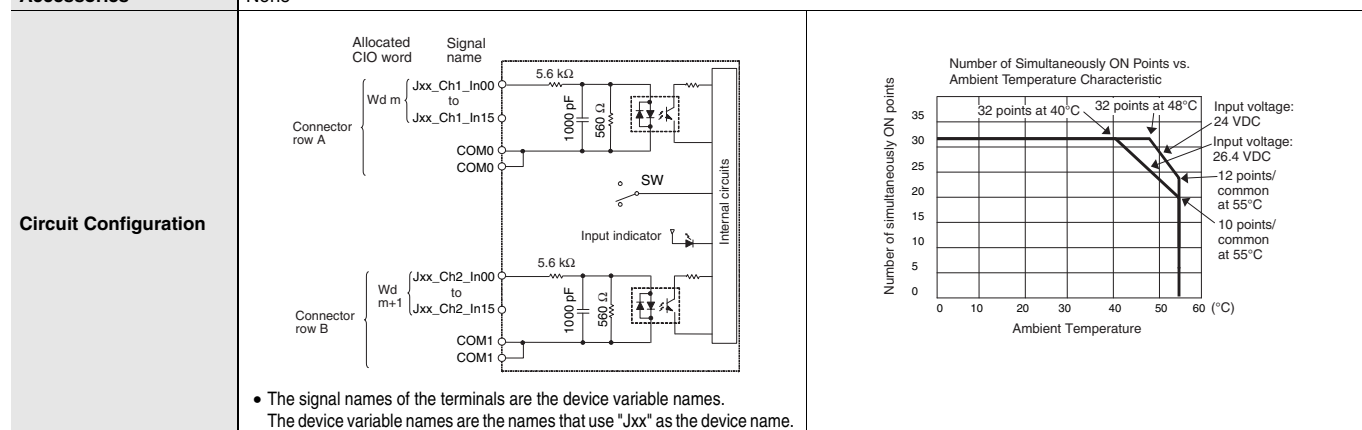 Accessories
None
Circuit Configuration
Allocated
CIO word
Signal
name
Connector
row A
Wd m
Jxx_Ch1_In00
to
Jxx_Ch1_In15
COM0
COM0
5.6 kΩ
1000 pF
560 Ω
SW
Input indicator
Internal circuits
Connector
row B
Wd
m+1
Jxx_Ch2_In00
to
Jxx_Ch2_In15
COM1
COM1
5.6 kΩ
1000 pF
560 Ω
• The signal names of the terminals are the device variable names.
The device variable names are the names that use "Jxx" as the device name.
Number of Simultaneously ON Points vs.
Ambient Temperature Characteristic
Number of simultaneously ON points
35
30
25
20
15
10
5
0
32 points at 40°C
32 points at 48°C
Input voltage:
24 VDC
Input voltage:
26.4 VDC
12 points/
common
at 55°C
10 points/
common
at 55°C
0 10 20 30 40 50 60 (°C)
Ambient Temperature